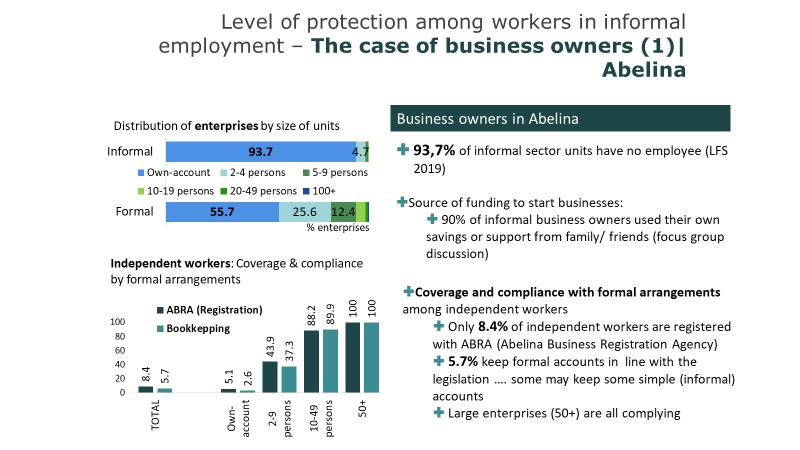 Level of protection among workers in informal
employment – The case of business owners (1)|
Abelina
Distribution of enterprises by size of units
Informal
93.7
4.7
Own-account
2-4 persons
5-9 persons
10-19 persons
20-49 persons
100+
Formal
55.7
25.6
12.4
% enterprises
Independent workers: Coverage & compliance
by formal arrangements
ABRA (Registration)
Bookkepping
100
80
60
40
20
0
8.4
5.7
5.1
2.6
43.9
37.3
88.2
89.9
100
100
TOTAL
Own-
account
2-9
persons
10-49
persons
50+
Business owners in Abelina
93,7% of informal sector units have no employee (LFS
2019)
Source of funding to start businesses:
90% of informal business owners used their own
savings or support from family/ friends (focus group
discussion)
Coverage and compliance with formal arrangements
among independent workers
Only 8.4% of independent workers are registered
with ABRA (Abelina Business Registration Agency)
5.7% keep formal accounts in line with the
legislation .... some may keep some simple (informal)
accounts
Large enterprises (50+) are all complying